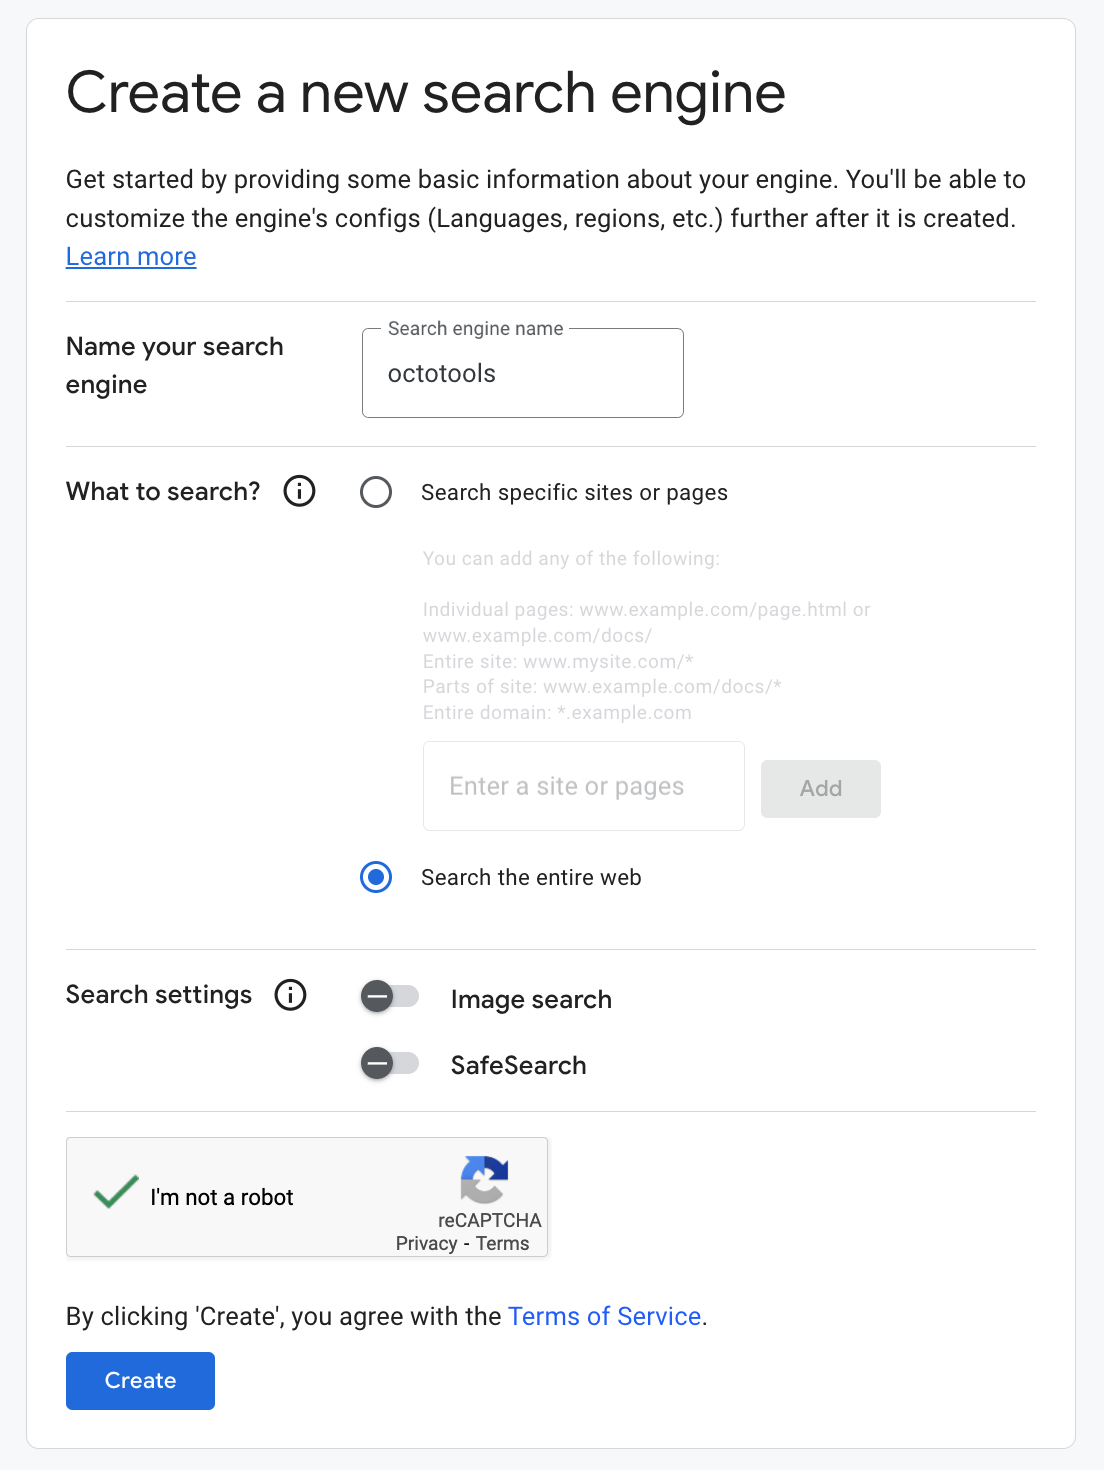 Create a new search engine
Get started by providing some basic information about your engine. You'll be able to
customize the engine's configs (Languages, regions, etc.) further after it is created.
Learn more
Name your search
engine
Search engine name
octotools
What to search?
Search specific sites or pages
You can add any of the following:
Individual pages: www.example.com/page.html or
www.example.com/docs/
Entire site: www.mysite.com/*
Parts of site: www.example.com/docs/*
Entire domain: *.example.com
Enter a site or pages
Add
Search the entire web
Search settings
Image search
SafeSearch
I'm not a robot
reCAPTCHA
Privacy - Terms
By clicking 'Create', you agree with the Terms of Service.
Create